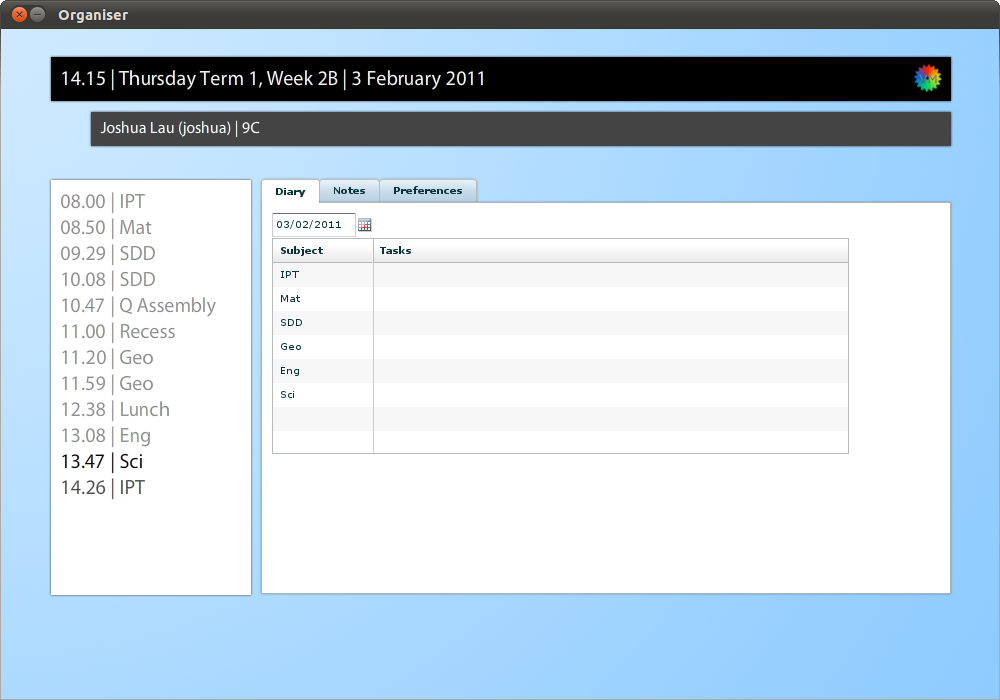 Organiser
14.15 | Thursday Term 1, Week 2B | 3 February 2011
Joshua Lau (joshua) | 9C
08.00 | IPT
08.50 | Mat
09.29 | SDD
10.08 | SDD
10.47 | Q Assembly
11.00 | Recess
11.20 | Geo
11.59 | Geo
12.38 | Lunch
13.08 | Eng
13.47 | Sci
14.26 | IPT
Diary Notes Preferences
03/02/2011
Subject Tasks
IPT
Mat
SDD
Geo
Eng
Sci